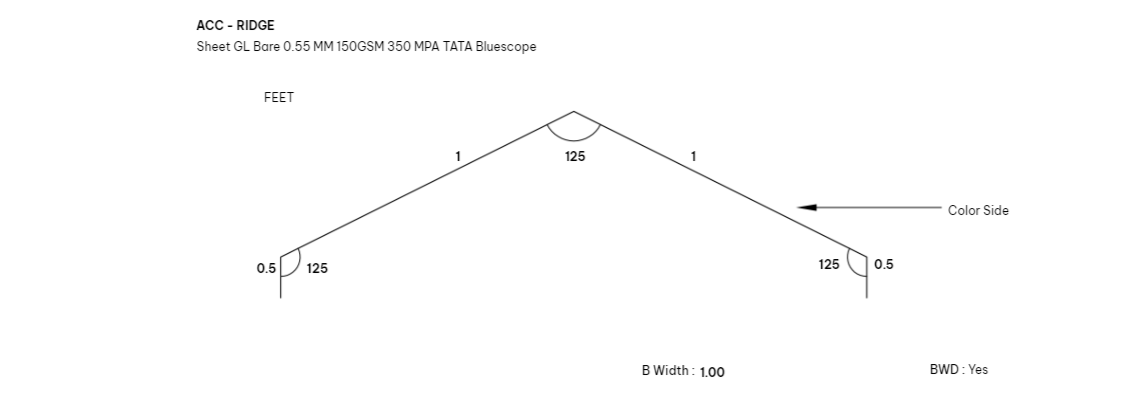 ACC - RIDGE
Sheet GL Bare 0.55 MM 150GSM 350 MPA TATA Bluescope
FEET
1
125
1
Color Side
0.5
125
125
0.5
B Width : 1.00
BWD : Yes